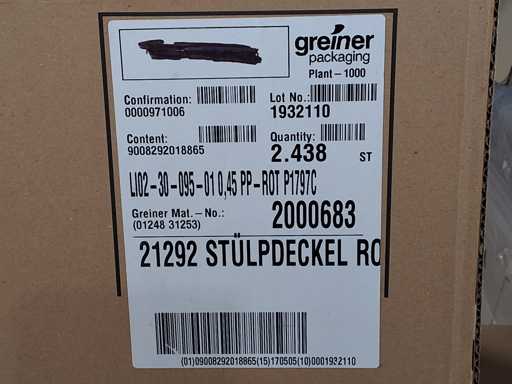 greiner
packaging
Plant-1000
Confirmation:
0000971006
Lot No.:
1932110
Content:
9008292018865
Quantity:
2.438 ST
LI02-30-095-01 0,45 PP-ROT P1797C
Greiner Mat.-No.:
(01248 31253)
2000683
21292 STÜLPDECKEL RO
(01)09008292018865(15)170505(10)0001932110